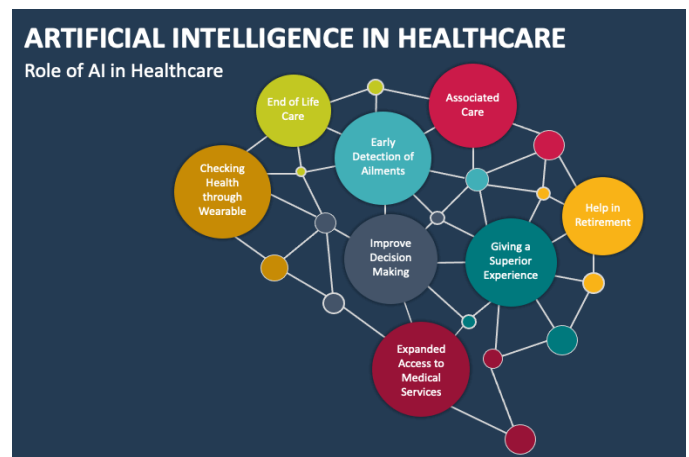 ARTIFICIAL INTELLIGENCE IN HEALTHCARE
Role of AI in Healthcare
End of Life
Care
Associated
Care
Early
Detection of
Ailments
Checking
Health
through
Wearable
Help in
Retirement
Improve
Decision
Making
Giving a
Superior
Experience
Expanded
Access to
Medical
Services